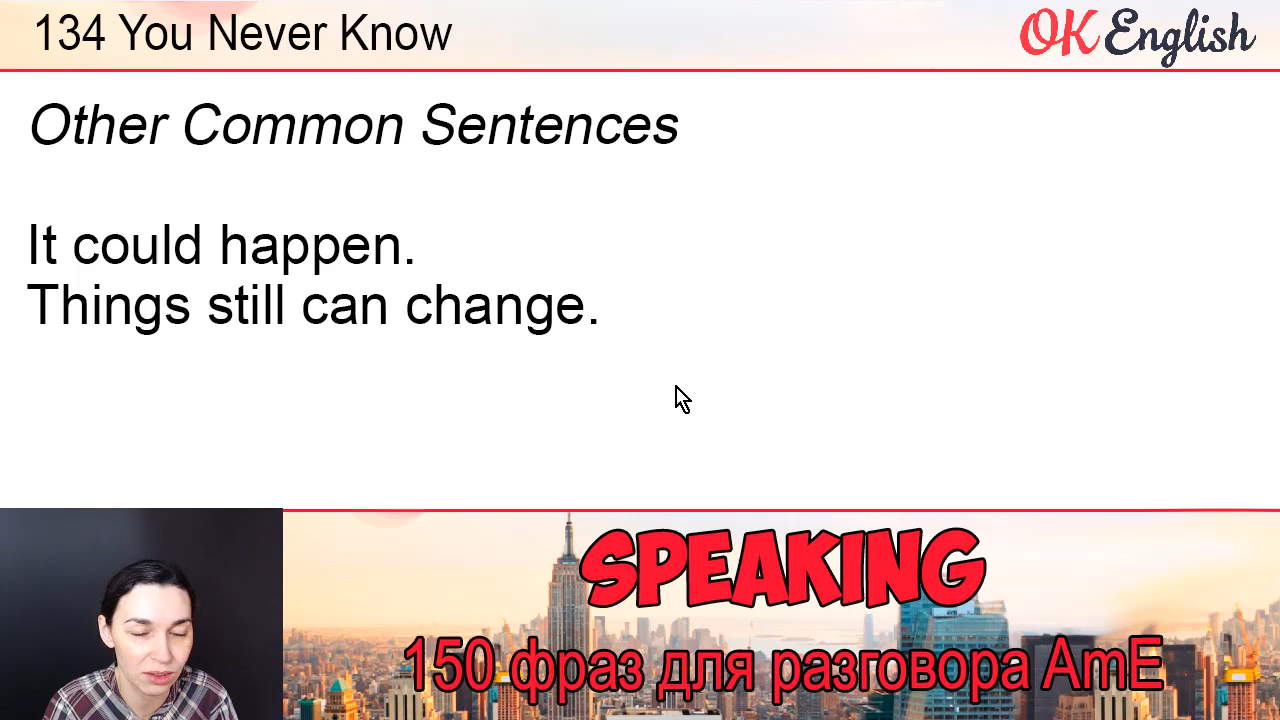 134 You Never Know
OK English
Other Common Sentences
It could happen.
Things still can change.
SPEAKING
150 фраз для разговора AmE